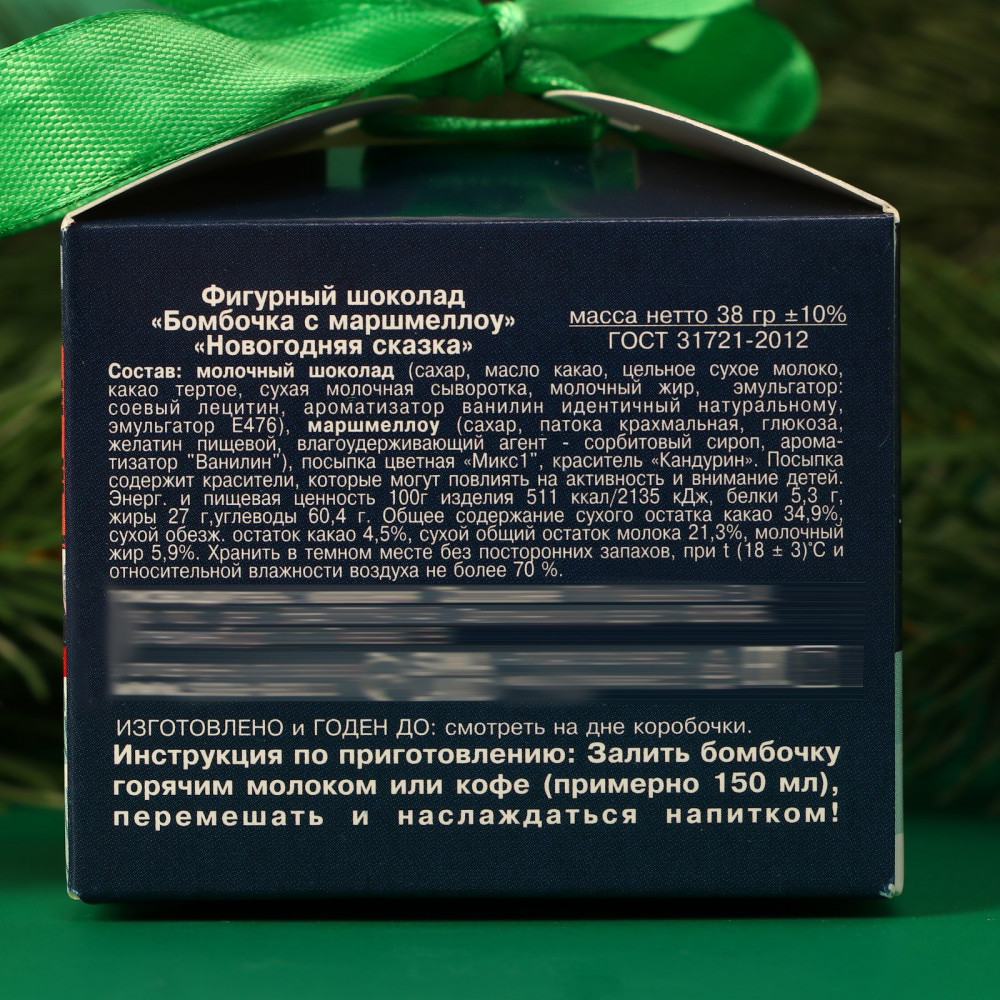 Фигурный шоколад
«Бомбочка с маршмеллоу»
«Новогодняя сказка»
масса нетто 38 гр ±10%
ГОСТ 31721-2012
Состав: молочный шоколад (сахар, масло какао, цельное сухое молоко,
какао тертое, сухая молочная сыворотка, молочный жир, эмульгатор:
соевый лецитин, ароматизатор ванилин идентичный натуральному,
эмульгатор Е476), маршмеллоу (сахар, патока крахмальная, глюкоза,
желатин пищевой, влагоудерживающий агент - сорбитовый сироп, арома-
тизатор "Ванилин"), посыпка цветная «Микс1", краситель «Кандурин». Посыпка
содержит красители, которые могут повлиять на активность и внимание детей.
Энерг. и пищевая ценность 100г изделия 511 ккал/2135 кДж, белки 5,3 г,
жиры 27 г,углеводы 60,4 г. Общее содержание сухого остатка какао 34,9%,
сухой обезж. остаток какао 4,5%, сухой общий остаток молока 21,3%, молочный
жир 5,9%. Хранить в темном месте без посторонних запахов, при t (18 ± 3)°С и
относительной влажности воздуха не более 70 %.
ИЗГОТОВЛЕНО и ГОДЕН ДО: смотреть на дне коробочки.
Инструкция по приготовлению: Залить бомбочку
горячим молоком или кофе (примерно 150 мл),
перемешать и наслаждаться напитком!